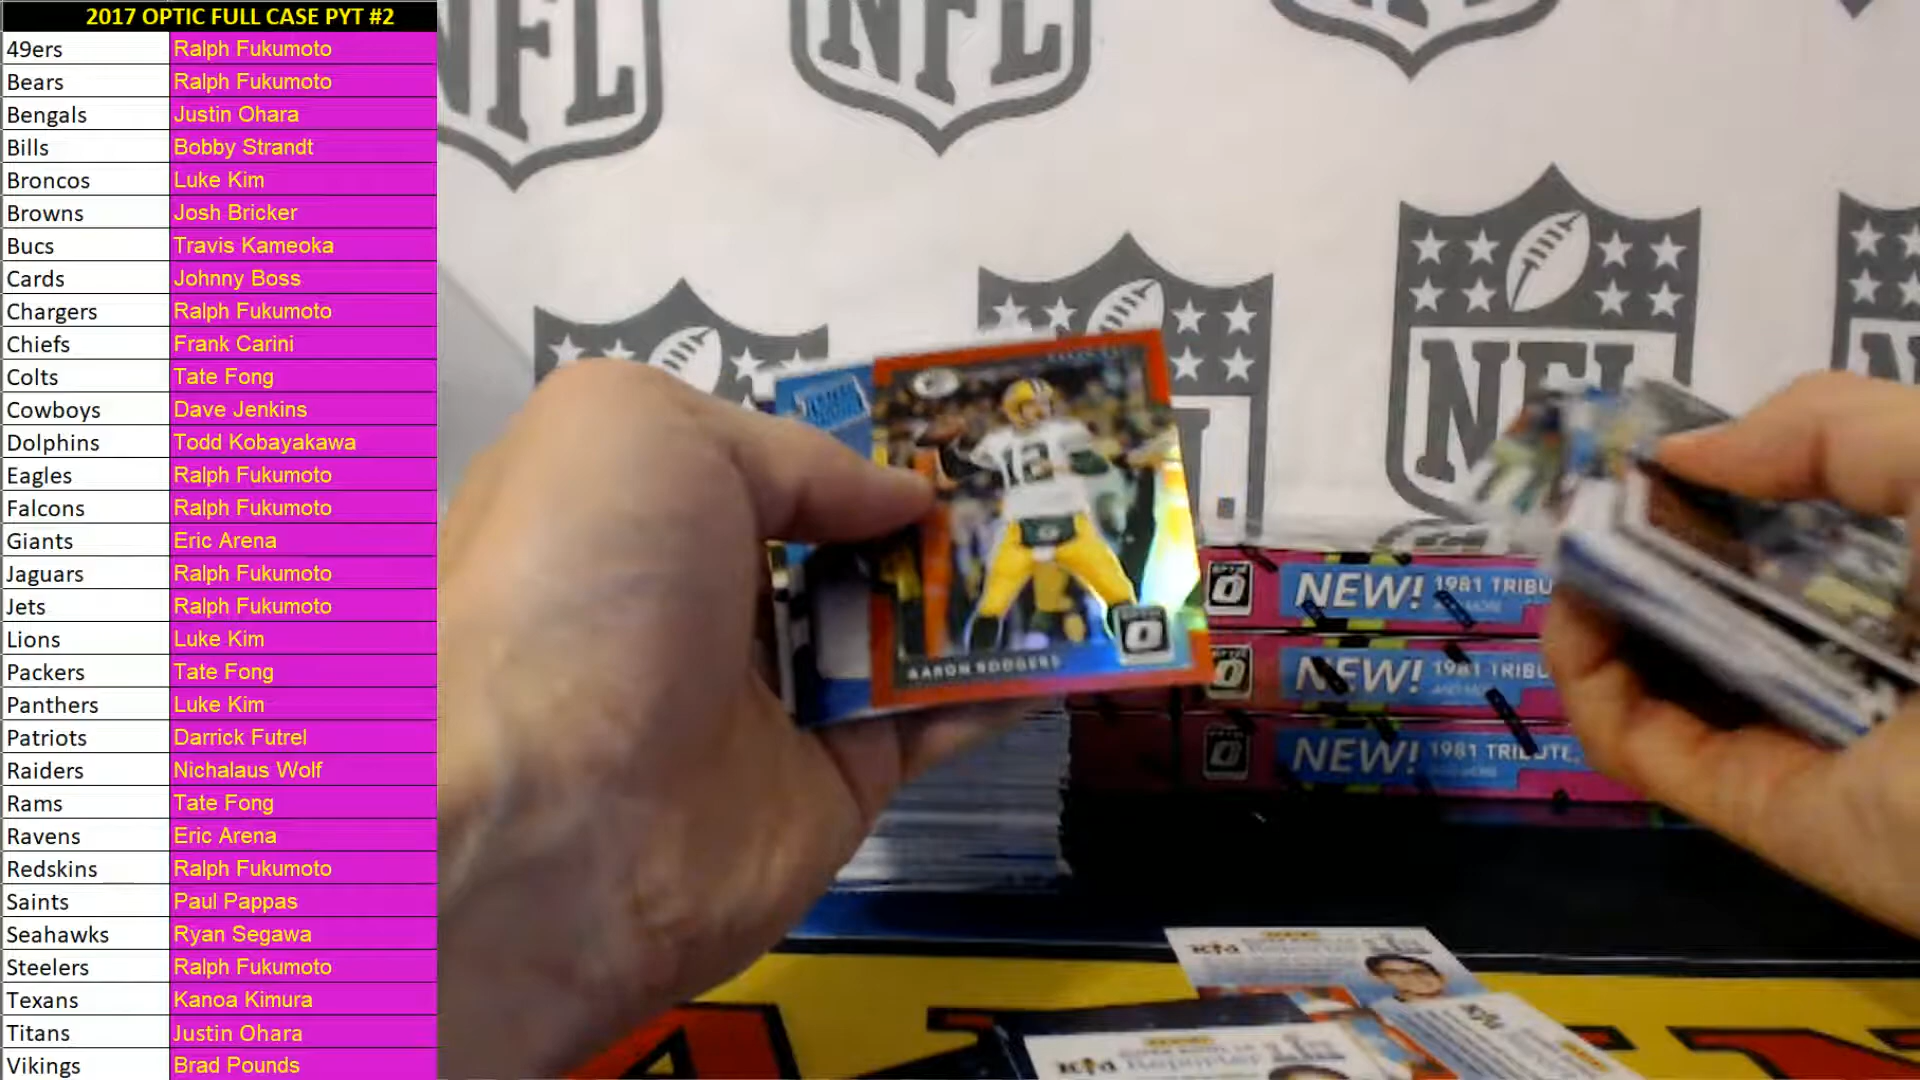 2017 OPTIC FULL CASE PYT #2
49ers Ralph Fukumoto
Bears Ralph Fukumoto
Bengals Justin Ohara
Bills Bobby Strandt
Broncos Luke Kim
Browns Josh Bricker
Bucs Travis Kameoka
Cards Johnny Boss
Chargers Ralph Fukumoto
Chiefs Frank Carini
Colts Tate Fong
Cowboys Dave Jenkins
Dolphins Todd Kobayakawa
Eagles Ralph Fukumoto
Falcons Ralph Fukumoto
Giants Eric Arena
Jaguars Ralph Fukumoto
Jets Ralph Fukumoto
Lions Luke Kim
Packers Tate Fong
Panthers Luke Kim
Patriots Darrick Futrel
Raiders Nichalaus Wolf
Rams Tate Fong
Ravens Eric Arena
Redskins Ralph Fukumoto
Saints Paul Pappas
Seahawks Ryan Segawa
Steelers Ralph Fukumoto
Texans Kanoa Kimura
Titans Justin Ohara
Vikings Brad Pounds
NFL
NFL
NFL
12
AARON RODGERS
NEW! 1981 TRIBU
NEW! 1981 TRIBU
NEW! 1981 TRIBUTE,